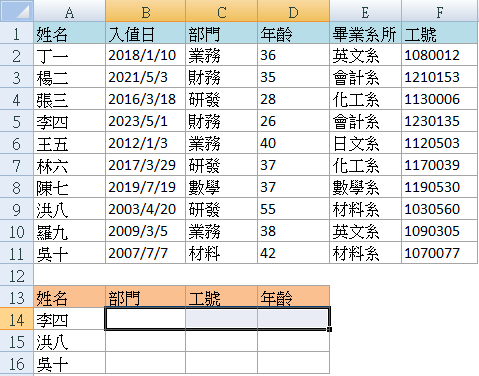 A B C D E F
1 姓名 入値日 部門 年齡 畢業系所 工號
2 丁一 2018/1/10 業務 36 英文系 1080012
3 楊二 2021/5/3 財務 35 會計系 1210153
4 張三 2016/3/18 研發 28 化工系 1130006
5 李四 2023/5/1 財務 26 會計系 1230135
6 王五 2012/1/3 業務 40 日文系 1120503
7 林六 2017/3/29 研發 37 化工系 1170039
8 陳七 2019/7/19 數學 37 數學系 1190530
9 洪八 2003/4/20 研發 55 材料系 1030560
10 羅九 2009/3/5 業務 38 英文系 1090305
11 吳十 2007/7/7 材料 42 材料系 1070077
12
13 姓名 部門 工號 年齡
14 李四
15 洪八
16 吳十